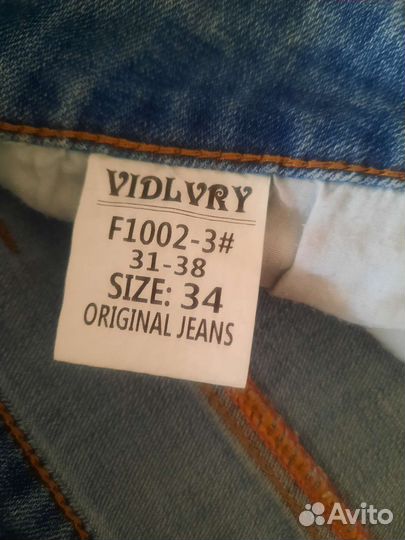 VIDLVRY
F1002-3#
31-38
SIZE: 34
ORIGINAL JEANS
Avito